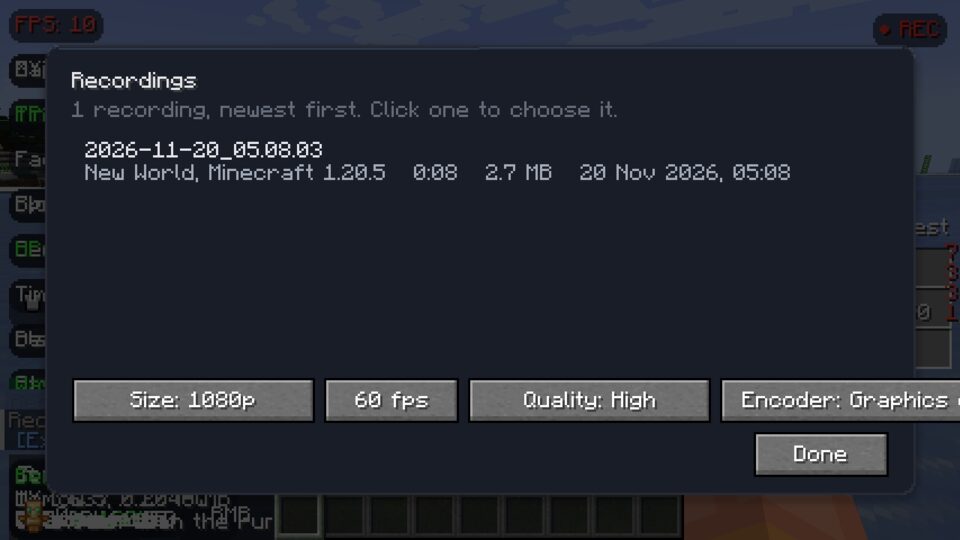 FPS: 10
REC
Recordings
1 recording, newest first. Click one to choose it.
2026-11-20_05.08.03
New World, Minecraft 1.20.5 0:08 2.7 MB 20 Nov 2026, 05:08
Size: 1080p
60 fps
Quality: High
Encoder: Graphics
Done